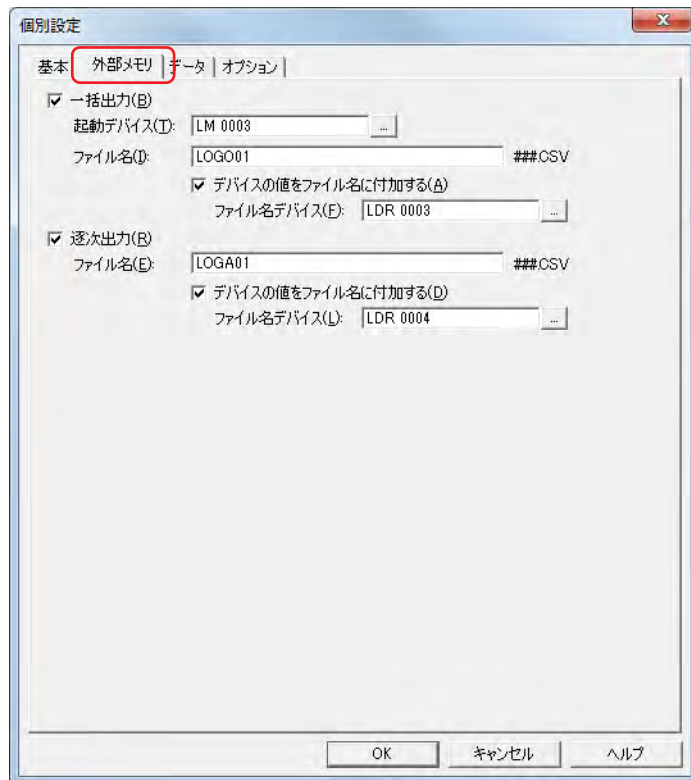 個別設定
基本 外部メモリ データ オプション
一括出力(B)
起動デバイス(T): LM 0003 ...
ファイル名(I): LOGO01 ###.CSV
デバイスの値をファイル名に付加する(A)
ファイル名デバイス(F): LDR 0003 ...
逐次出力(R)
ファイル名(E): LOGA01 ###.CSV
デバイスの値をファイル名に付加する(D)
ファイル名デバイス(L): LDR 0004 ...
OK キャンセル ヘルプ